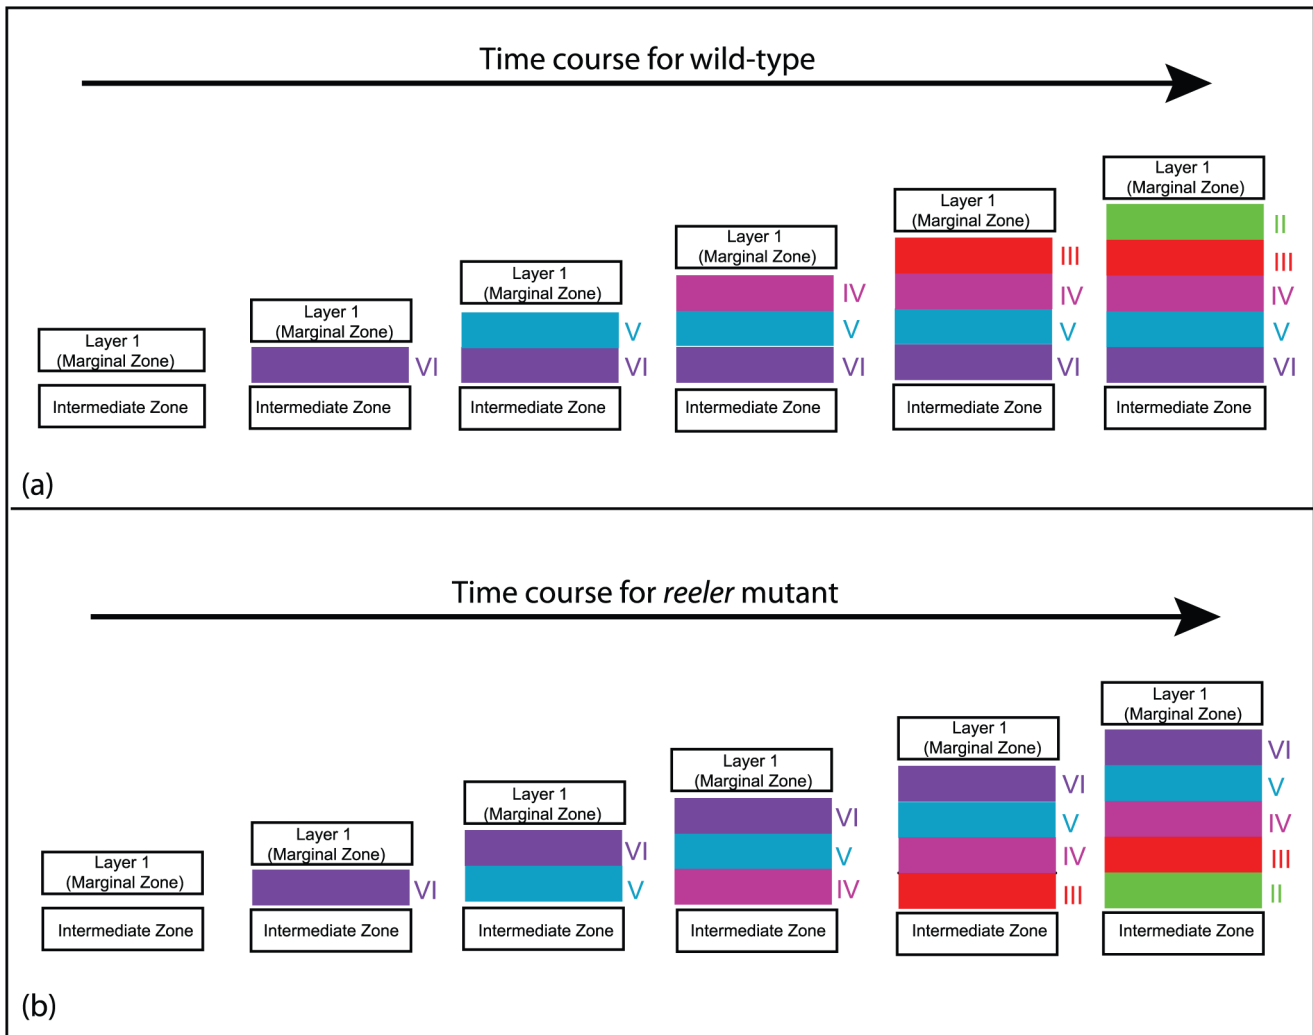 Time course for wild-type
Layer 1
(Marginal Zone)
Intermediate Zone
Layer 1
(Marginal Zone)
VI
Intermediate Zone
Layer 1
(Marginal Zone)
V
VI
Intermediate Zone
Layer 1
(Marginal Zone)
IV
V
VI
Intermediate Zone
Layer 1
(Marginal Zone)
III
IV
V
VI
Intermediate Zone
Layer 1
(Marginal Zone)
II
III
IV
V
VI
Intermediate Zone
(a)
Time course for reeler mutant
Layer 1
(Marginal Zone)
Intermediate Zone
Layer 1
(Marginal Zone)
VI
Intermediate Zone
Layer 1
(Marginal Zone)
VI
V
Intermediate Zone
Layer 1
(Marginal Zone)
VI
V
IV
Intermediate Zone
Layer 1
(Marginal Zone)
VI
V
IV
III
Intermediate Zone
Layer 1
(Marginal Zone)
VI
V
IV
III
II
Intermediate Zone
(b)